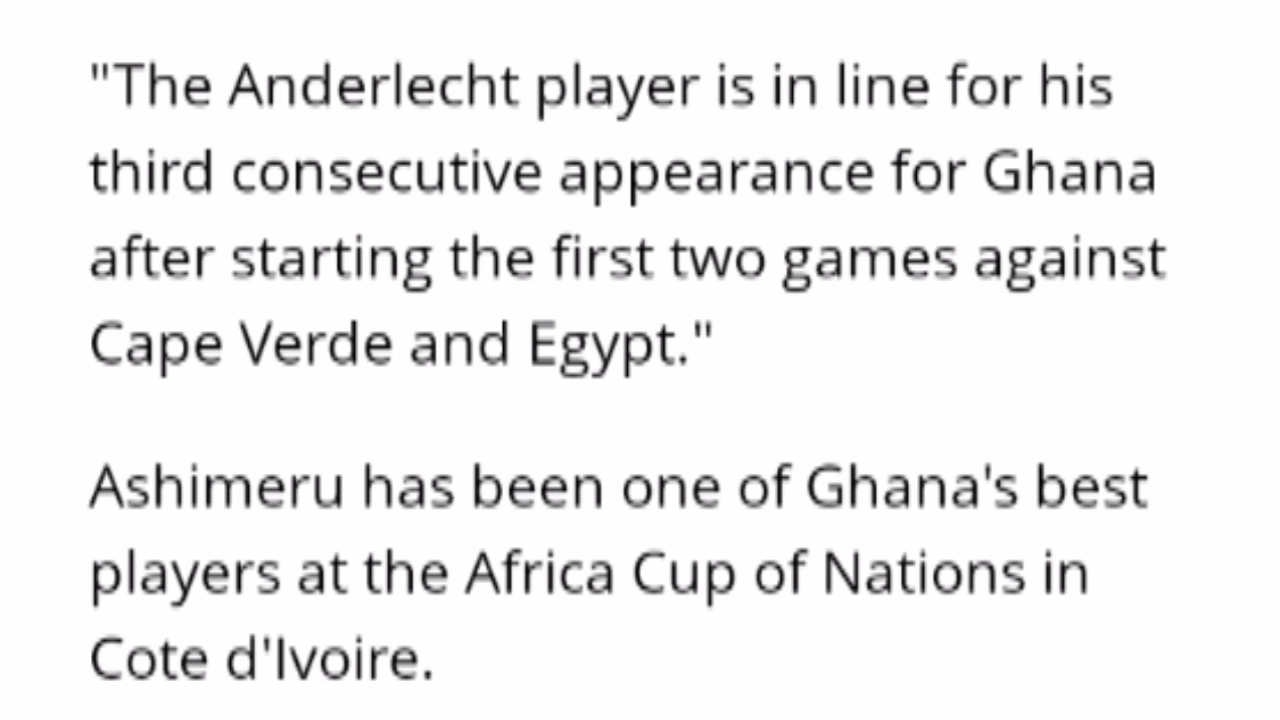 "The Anderlecht player is in line for his
third consecutive appearance for Ghana
after starting the first two games against
Cape Verde and Egypt."
Ashimeru has been one of Ghana's best
players at the Africa Cup of Nations in
Cote d'Ivoire.